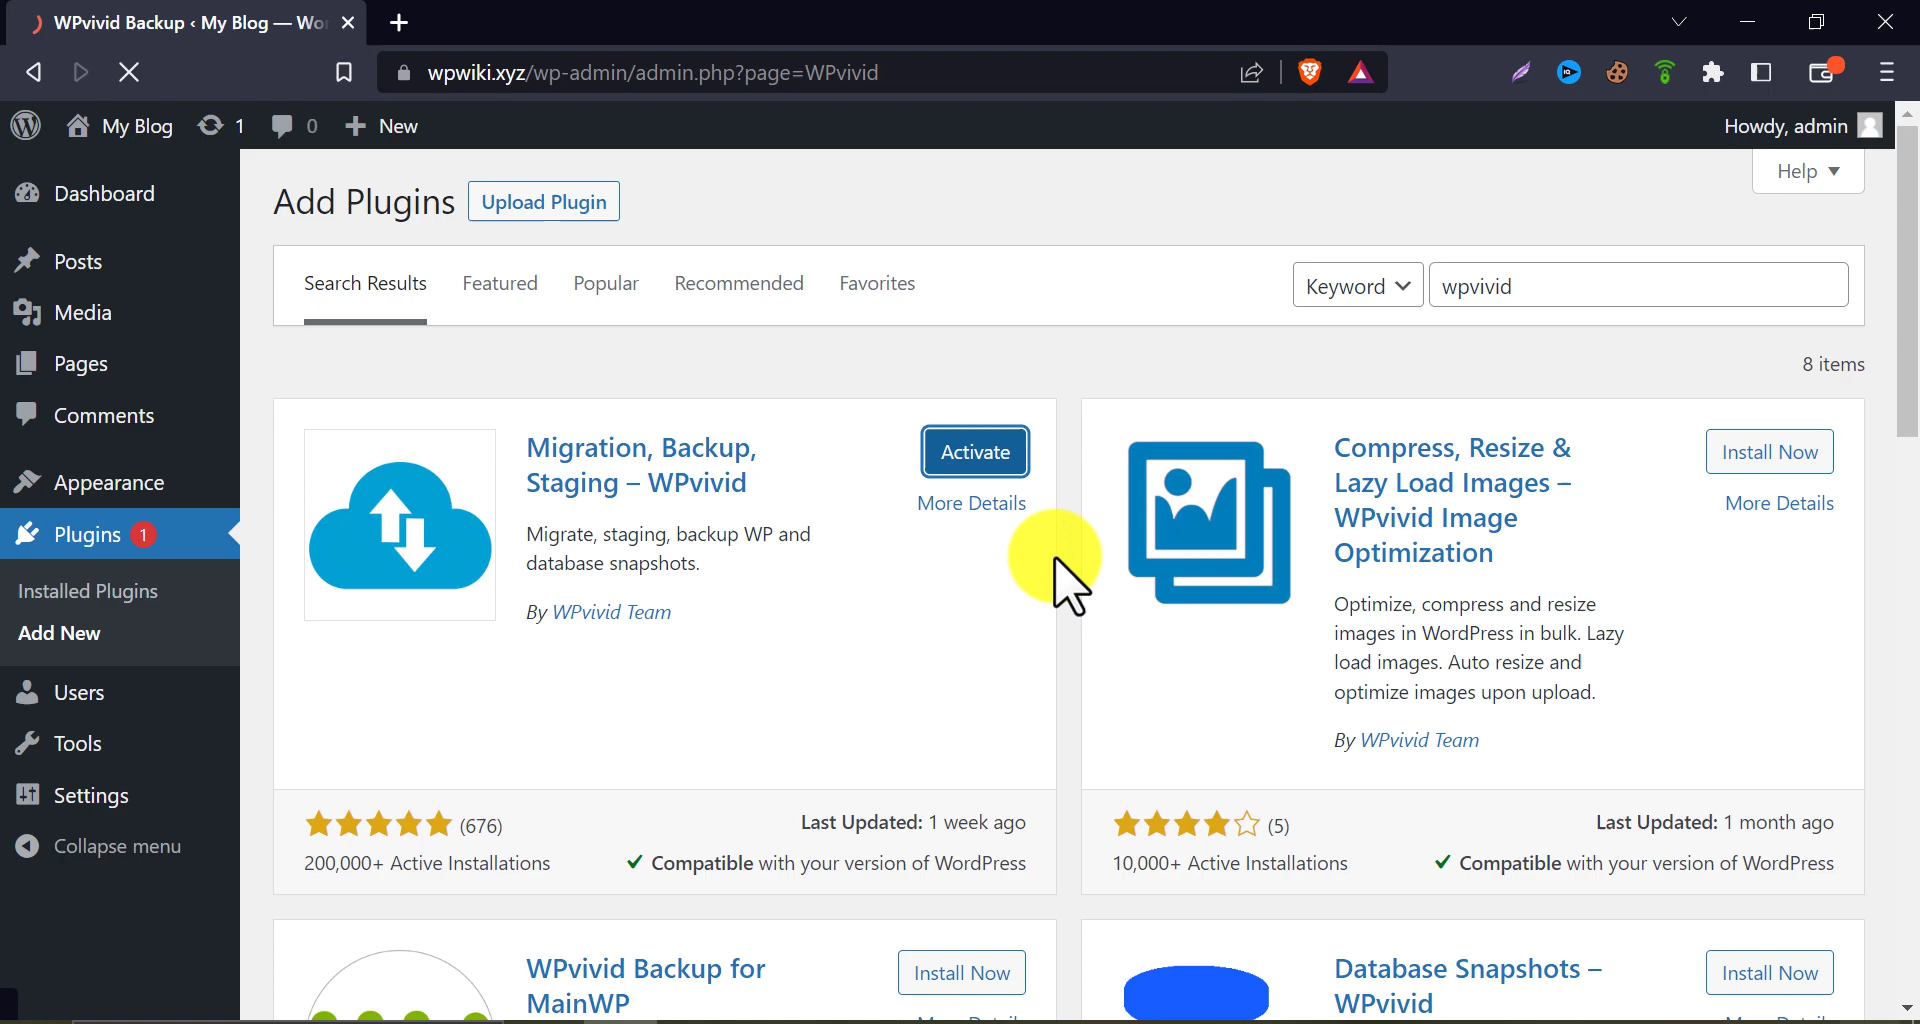 WPvivid Backup ‹ My Blog — Wo
wpwiki.xyz/wp-admin/admin.php?page=WPvivid
My Blog
1
0
New
Howdy, admin
Dashboard
Posts
Media
Pages
Comments
Appearance
Plugins 1
Installed Plugins
Add New
Users
Tools
Settings
Collapse menu
Help
Add Plugins
Upload Plugin
Search Results
Featured
Popular
Recommended
Favorites
Keyword
wpvivid
8 items
Migration, Backup,
Staging – WPvivid
Activate
More Details
Migrate, staging, backup WP and
database snapshots.
By WPvivid Team
(676)
Last Updated: 1 week ago
200,000+ Active Installations
Compatible with your version of WordPress
Compress, Resize &
Lazy Load Images –
WPvivid Image
Optimization
Install Now
More Details
Optimize, compress and resize
images in WordPress in bulk. Lazy
load images. Auto resize and
optimize images upon upload.
By WPvivid Team
(5)
Last Updated: 1 month ago
10,000+ Active Installations
Compatible with your version of WordPress
WPvivid Backup for
MainWP
Install Now
Database Snapshots –
WPvivid
Install Now